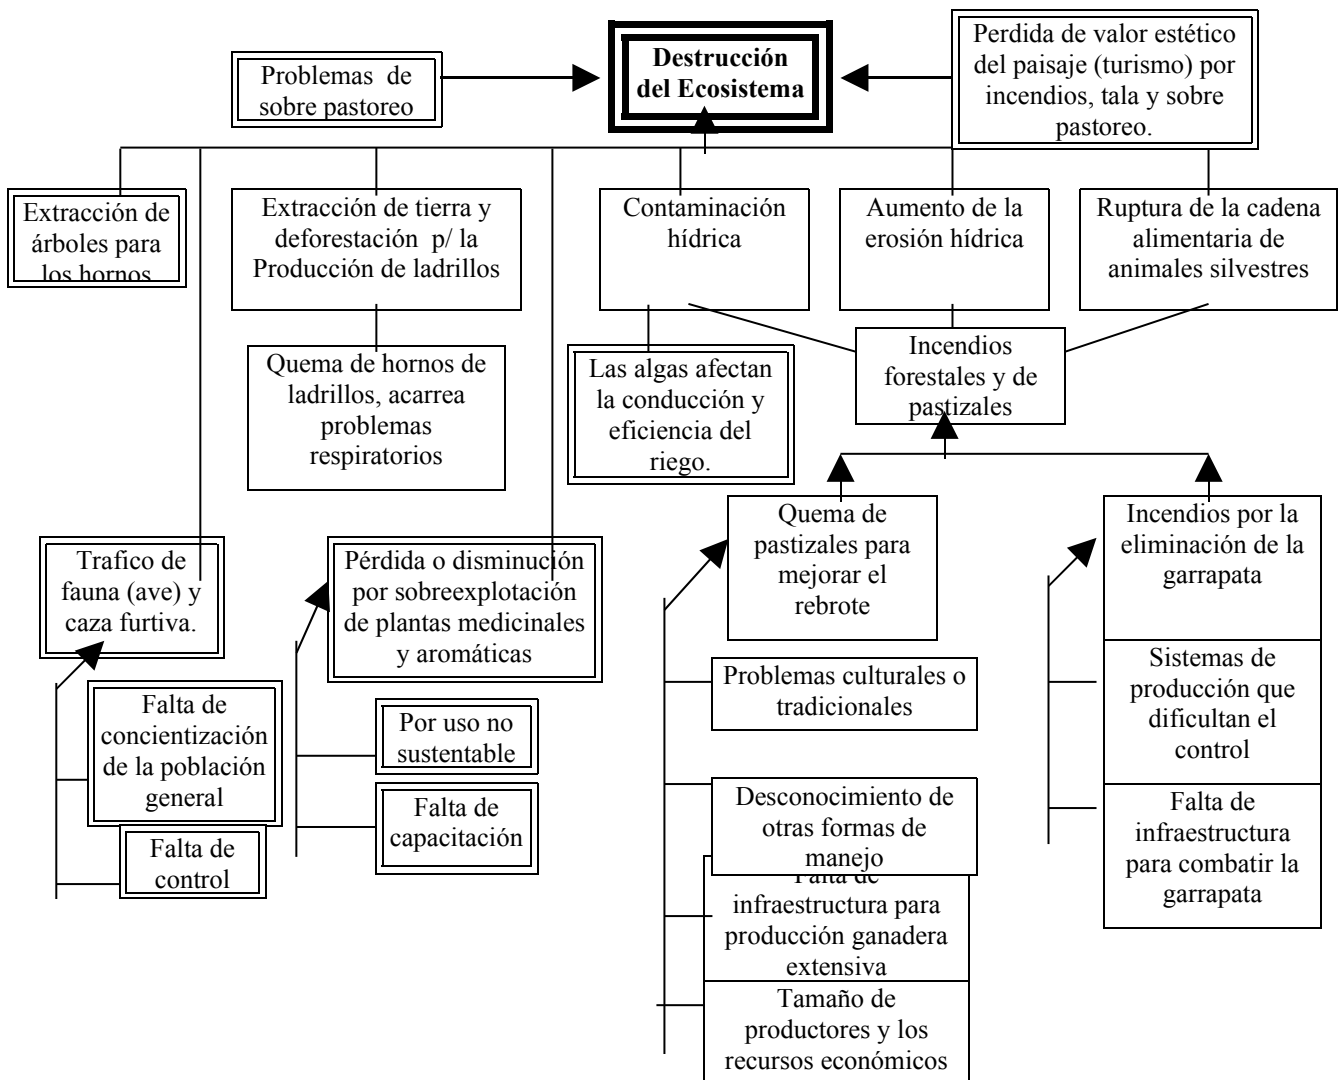 Problemas de
sobre pastoreo
Destrucción
del Ecosistema
Perdida de valor estético
del paisaje (turismo) por
incendios, tala y sobre
pastoreo.
Extracción de
árboles para
los hornos
Extracción de tierra y
deforestación p/ la
Producción de ladrillos
Contaminación
hídrica
Aumento de la
erosión hídrica
Ruptura de la cadena
alimentaria de
animales silvestres
Quema de hornos de
ladrillos, acarrea
problemas
respiratorios
Las algas afectan
la conducción y
eficiencia del
riego.
Incendios
forestales y de
pastizales
Trafico de
fauna (ave) y
caza furtiva.
Pérdida o disminución
por sobreexplotación
de plantas medicinales
y aromáticas
Quema de
pastizales para
mejorar el
rebrote
Incendios por la
eliminación de la
garrapata
Falta de
concientización
de la población
general
Falta de
control
Por uso no
sustentable
Falta de
capacitación
Problemas culturales o
tradicionales
Desconocimiento de
otras formas de
manejo
Falta de
infraestructura para
producción ganadera
extensiva
Tamaño de
productores y los
recursos económicos
Sistemas de
producción que
dificultan el
control
Falta de
infraestructura
para combatir la
garrapata